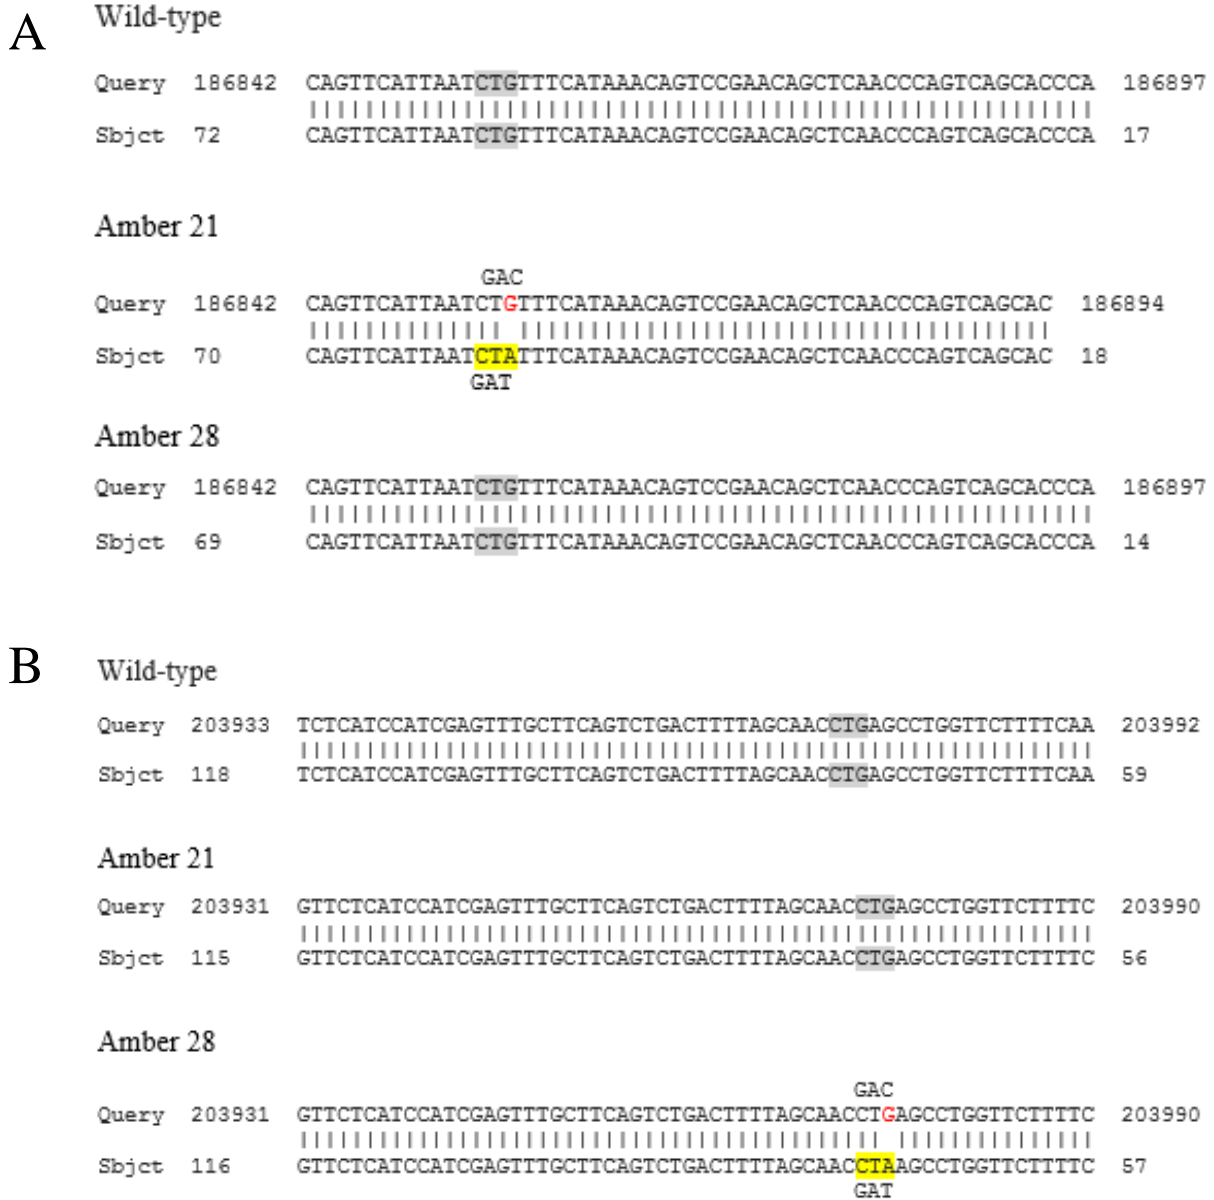 A
Wild-type
Query 186842 CAGTTCATTAATCTGTTTCATAAACAGTCCGAACAGCTCAACCCAGTCAGCACCCA 186897
||||||||||||||||||||||||||||||||||||||||||||||||||||||||
Sbjct 72 CAGTTCATTAATCTGTTTCATAAACAGTCCGAACAGCTCAACCCAGTCAGCACCCA 17
Amber 21
GAC
Query 186842 CAGTTCATTAATCTGTTTCATAAACAGTCCGAACAGCTCAACCCAGTCAGCAC 186894
|||||||||||||| ||||||||||||||||||||||||||||||||||||||
Sbjct 70 CAGTTCATTAATCTATTTCATAAACAGTCCGAACAGCTCAACCCAGTCAGCAC 18
GAT
Amber 28
Query 186842 CAGTTCATTAATCTGTTTCATAAACAGTCCGAACAGCTCAACCCAGTCAGCACCCA 186897
||||||||||||||||||||||||||||||||||||||||||||||||||||||||
Sbjct 69 CAGTTCATTAATCTGTTTCATAAACAGTCCGAACAGCTCAACCCAGTCAGCACCCA 14
B
Wild-type
Query 203933 TCTCATCCATCGAGTTTGCTTCAGTCTGACTTTTAGCAACCTGAGCCTGGTTCTTTTCAA 203992
||||||||||||||||||||||||||||||||||||||||||||||||||||||||||||
Sbjct 118 TCTCATCCATCGAGTTTGCTTCAGTCTGACTTTTAGCAACCTGAGCCTGGTTCTTTTCAA 59
Amber 21
Query 203931 GTTCTCATCCATCGAGTTTGCTTCAGTCTGACTTTTAGCAACCTGAGCCTGGTTCTTTTC 203990
||||||||||||||||||||||||||||||||||||||||||||||||||||||||||||
Sbjct 115 GTTCTCATCCATCGAGTTTGCTTCAGTCTGACTTTTAGCAACCTGAGCCTGGTTCTTTTC 56
Amber 28
GAC
Query 203931 GTTCTCATCCATCGAGTTTGCTTCAGTCTGACTTTTAGCAACCTGAGCCTGGTTCTTTTC 203990
|||||||||||||||||||||||||||||||||||||||||||| |||||||||||||||
Sbjct 116 GTTCTCATCCATCGAGTTTGCTTCAGTCTGACTTTTAGCAACCTAAGCCTGGTTCTTTTC 57
GAT